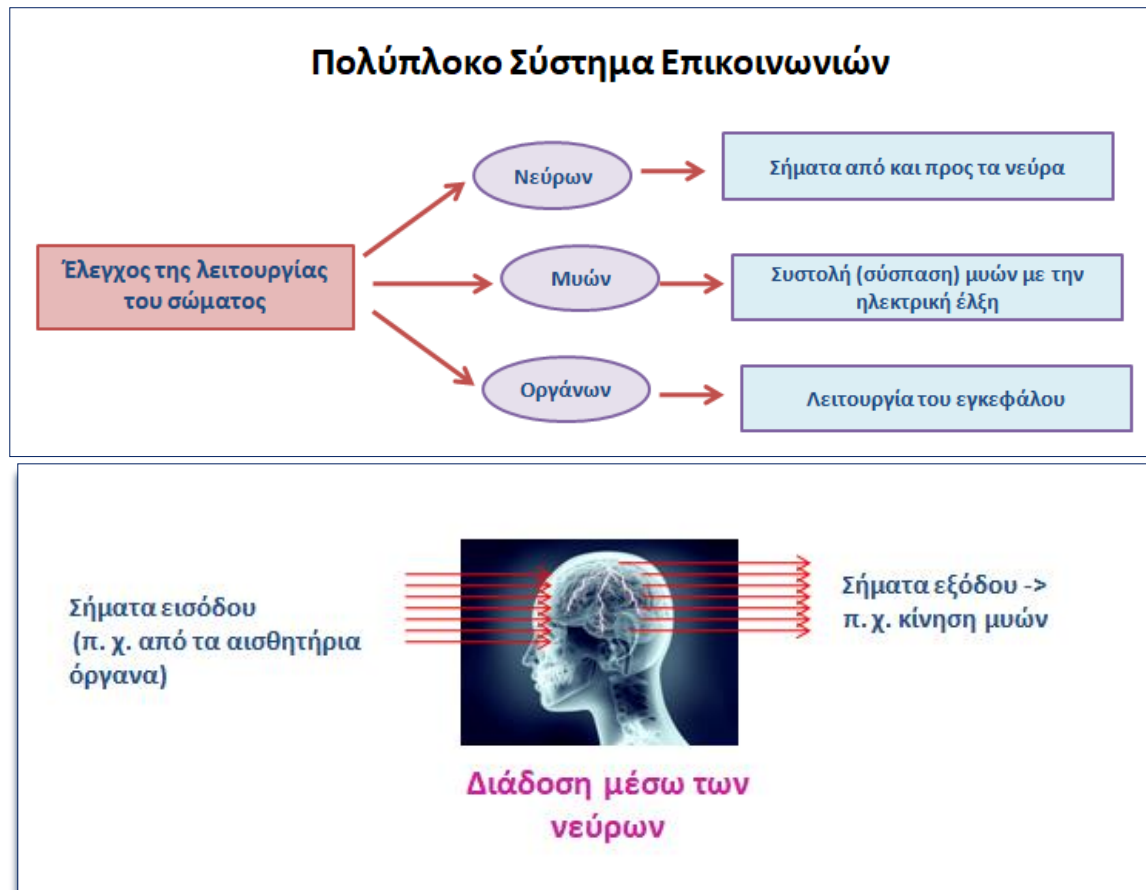 Πολύπλοκο Σύστημα Επικοινωνιών
Νεύρων
Σήματα από και προς τα νεύρα
Έλεγχος της λειτουργίας
του σώματος
Μυών
Συστολή (σύσπαση) μυών με την
ηλεκτρική έλξη
Οργάνων
Λειτουργία του εγκεφάλου
Σήματα εισόδου
(π. χ. από τα αισθητήρια
όργανα)
Σήματα εξόδου ->
π. χ. κίνηση μυών
Διάδοση μέσω των
νεύρων